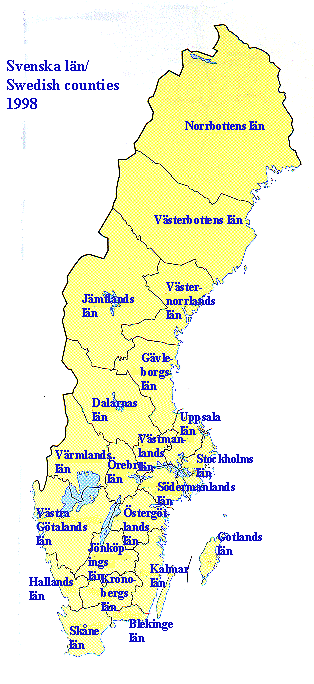 Svenska län/
Swedish counties
1998
Norrbottens län
Västerbottens län
Väster-
norrlands
län
Jämtlands
län
Gävle-
borgs
län
Dalarnas
län
Uppsala
län
Västman-
lands
län
Värmlands
län
Örebro
län
Stockholms
län
Södermanlands
län
Västra
Götalands
län
Östergöt
lands
län
Gotlands
län
Jönköp-
ings
län
Kalmar
län
Hallands
län
Krono-
bergs
län
Blekinge
län
Skåne
län